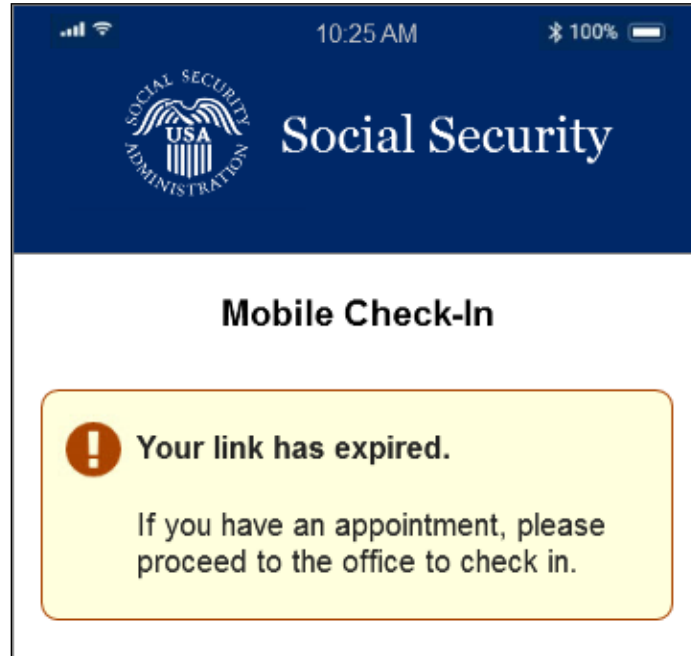 10:25 AM
100%
SOCIAL SECURITY ADMINISTRATION
USA
Social Security
Mobile Check-In
Your link has expired.
If you have an appointment, please
proceed to the office to check in.